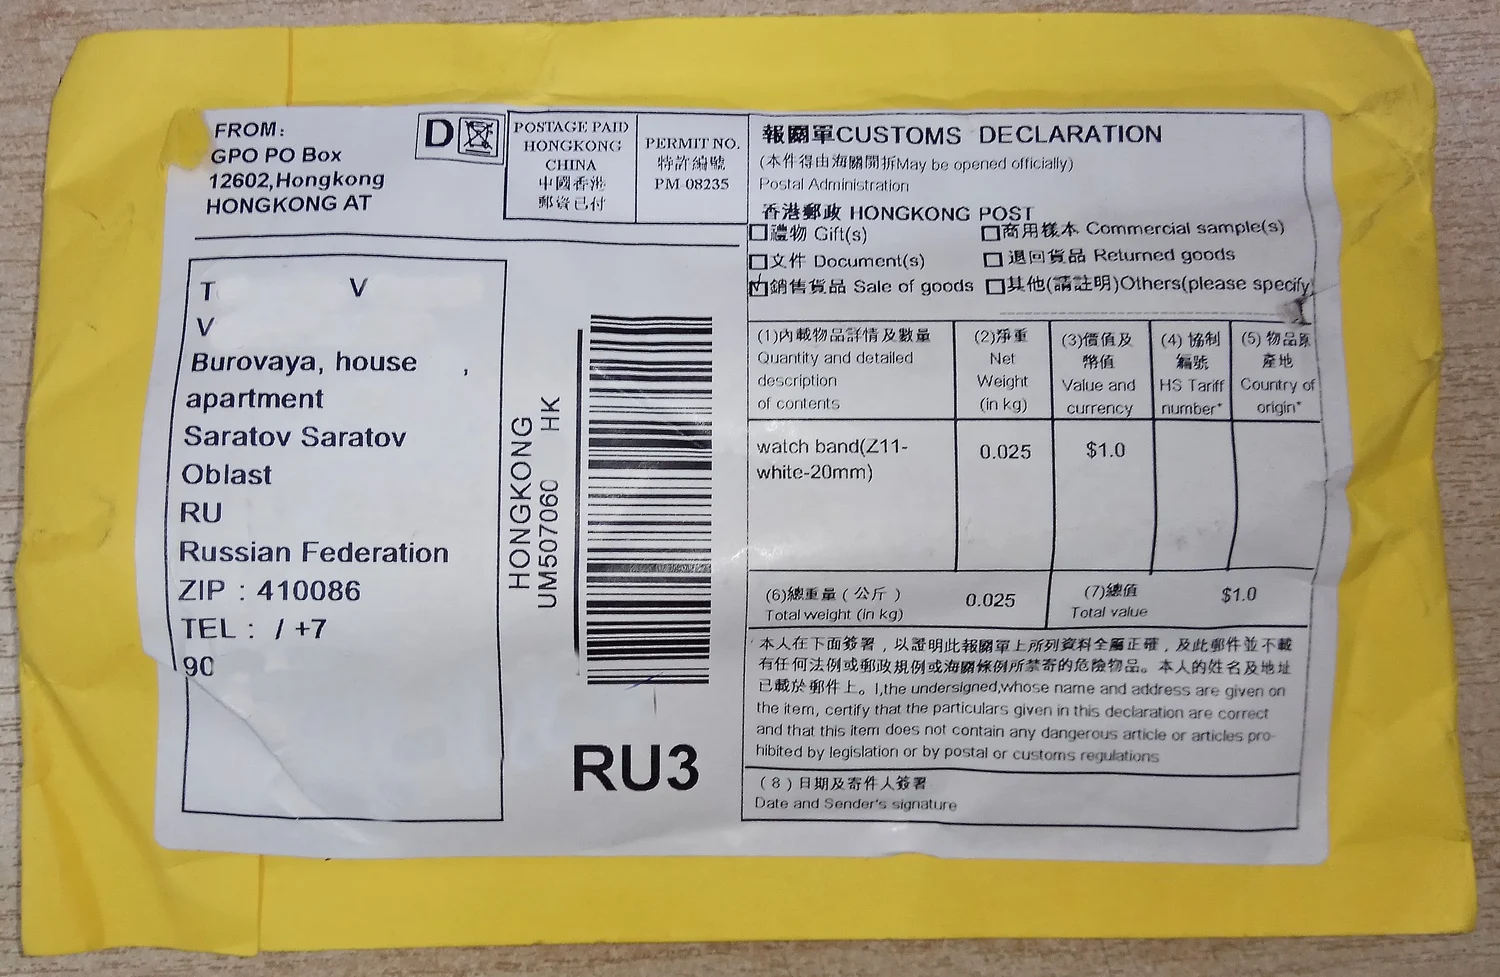 FROM:
GPO PO Box
12602,Hongkong
HONGKONG AT
D
POSTAGE PAID
HONGKONG
CHINA
中國香港
郵資已付
PERMIT NO.
特許編號
PM 08235
T V
V
Burovaya, house ,
apartment
Saratov Saratov
Oblast
RU
Russian Federation
ZIP : 410086
TEL : / +7
90
HONGKONG
UM507060 HK
RU3
報關單CUSTOMS DECLARATION
(本件得由海關開拆May be opened officially)
Postal Administration
香港郵政 HONGKONG POST
禮物 Gift(s)
商用樣本 Commercial sample(s)
文件 Document(s)
退回貨品 Returned goods
銷售貨品 Sale of goods
其他(請註明)Others(please specify
(1)內載物品詳情及數量
Quantity and detailed
description
of contents
(2)淨重
Net
Weight
(in kg)
(3)價值及
幣值
Value and
currency
(4) 協制
編號
HS Tariff
number*
(5) 物品原
產地
Country of
origin*
watch band(Z11-
white-20mm)
0.025
$1.0
(6)總重量 ( 公斤 )
Total weight (in kg)
0.025
(7)總值
Total value
$1.0
本人在下面簽署 , 以證明此報關單上所列資料全屬正確 , 及此郵件並不載
有任何法例或郵政規例或海關條例所禁寄的危險物品。本人的姓名及地址
已載於郵件上。I,the undersigned,whose name and address are given on
the item, certify that the particulars given in this declaration are correct
and that this item does not contain any dangerous article or articles pro-
hibited by legislation or by postal or customs regulations
( 8 ) 日期及寄件人簽署
Date and Sender's signature